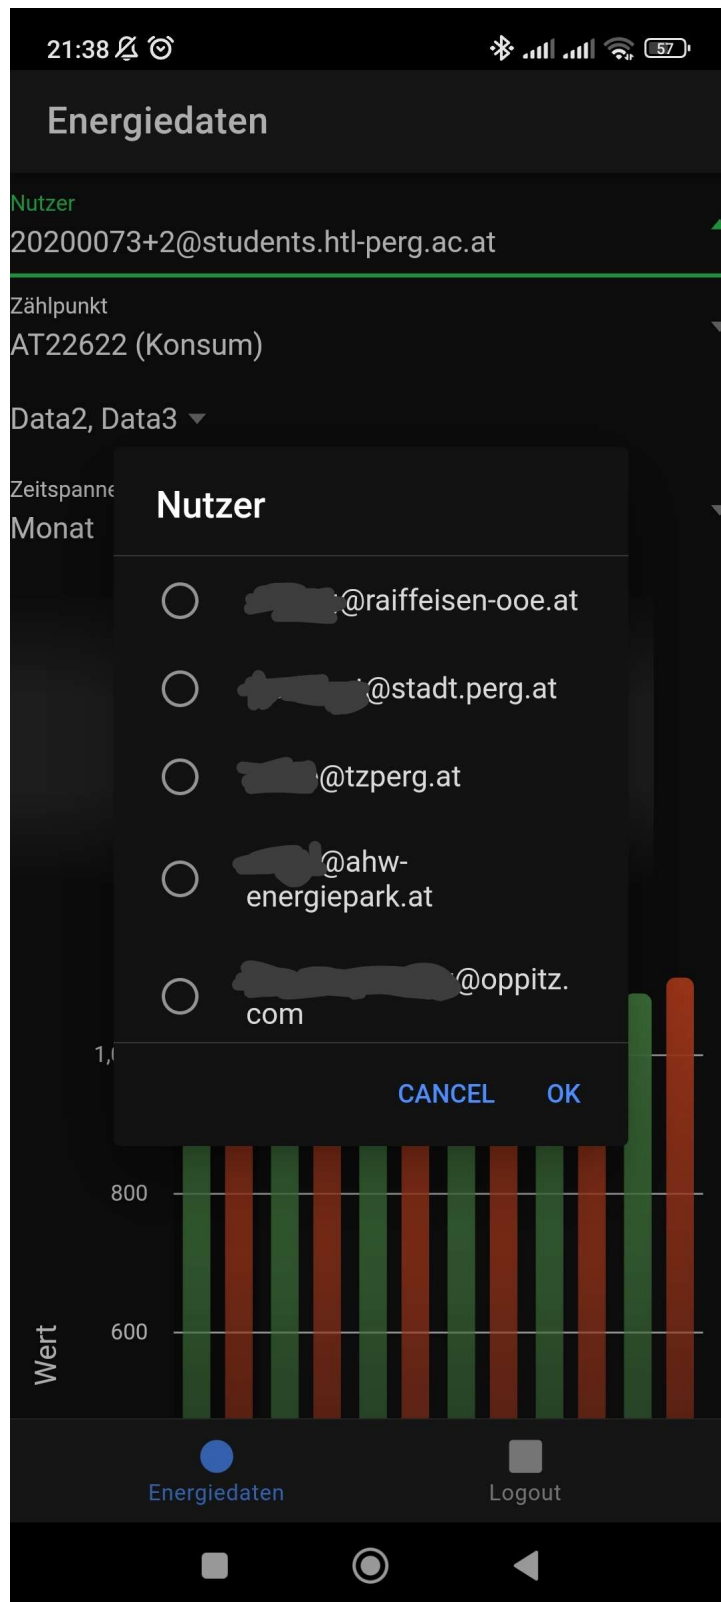 21:38
57
Energiedaten
Nutzer
20200073+2@students.htl-perg.ac.at
Zählpunkt
AT22622 (Konsum)
Data2, Data3
Zeitspanne
Monat
Nutzer
@raiffeisen-ooe.at
@stadt.perg.at
@tzperg.at
@ahw-
energiepark.at
@oppitz.
com
CANCEL OK
800
600
Wert
Energiedaten
Logout